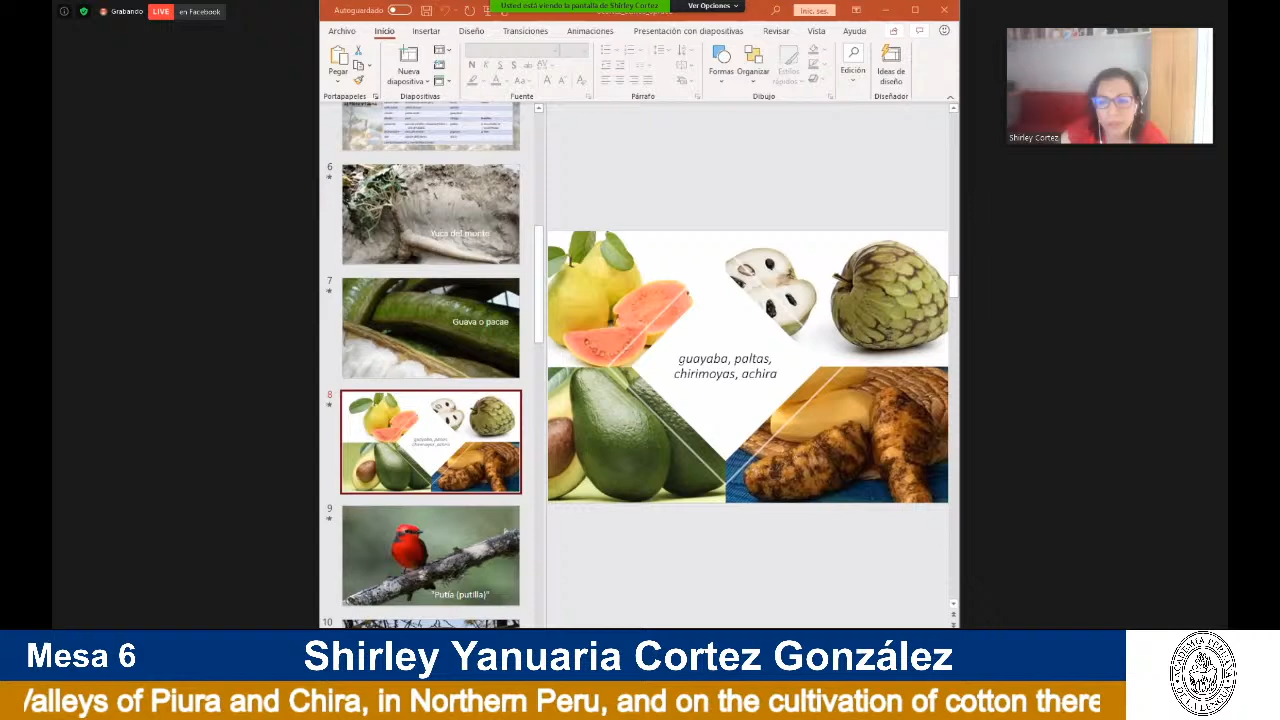 Grabando
LIVE
en Facebook
Autoguardado
Usted está viendo la pantalla de Shirley Cortez
Ver Opciones
Inic. ses.
Archivo
Inicio
Insertar
Diseño
Transiciones
Animaciones
Presentación con diapositivas
Revisar
Vista
Ayuda
Pegar
Nueva
diapositiva
N K S S ab AV
Aa A A
Formas
Organizar
Estilos
rápidos
Edición
Ideas de
diseño
Portapapeles
Diapositivas
Fuente
Párrafo
Dibujo
Diseñador
6
Yuca del monte
7
Guava o pacae
8
guayaba, paltas,
chirimoyas, achira
9
"Putía (putilla)"
10
guayaba, paltas,
chirimoyas, achira
Shirley Cortez
Mesa 6
Shirley Yanuaria Cortez González
Valleys of Piura and Chira, in Northern Peru, and on the cultivation of cotton there